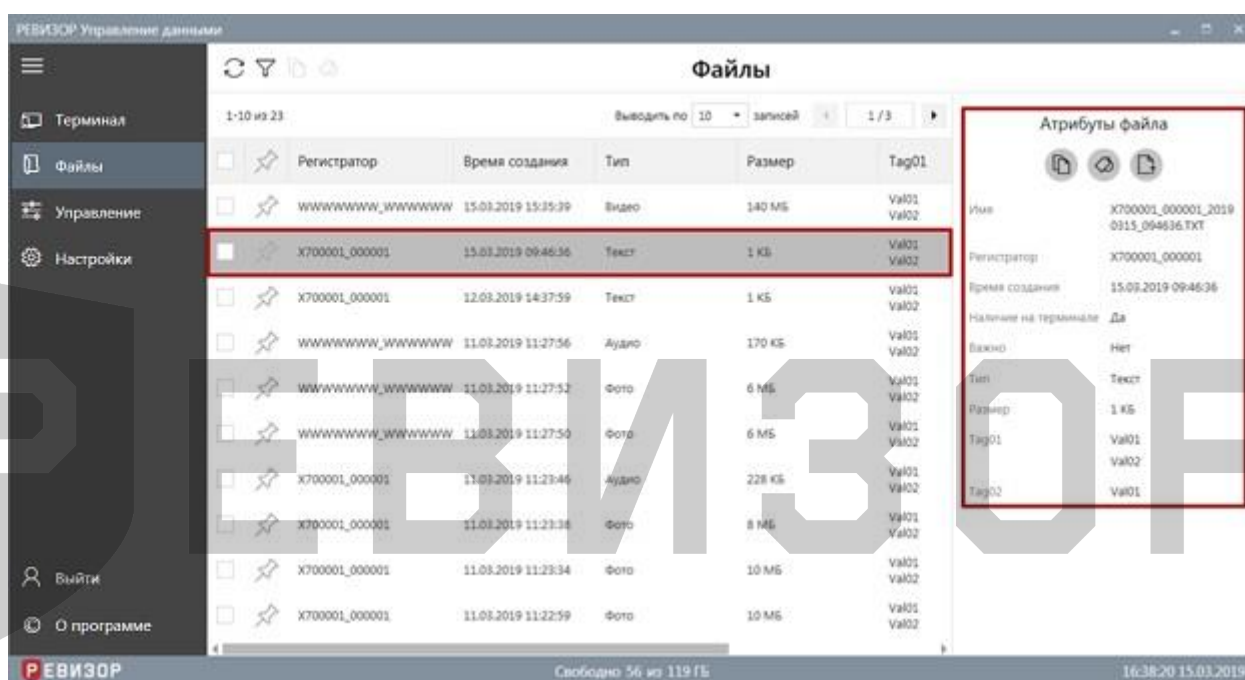 РЕВИЗОР Управление данными
Файлы
Терминал
Файлы
Управление
Настройки
Выйти
О программе
1-10 из 23
Выводить по 10 записей 1/3
Регистратор Время создания Тип Размер Tag01
WWWWWWW_WWWWWW 15.03.2019 15:35:39 Видео 140 МБ Val01
Val02
X700001_000001 15.03.2019 09:46:36 Текст 1 КБ Val01
Val02
X700001_000001 12.03.2019 14:37:59 Текст 1 КБ Val01
Val02
WWWWWWW_WWWWWW 11.03.2019 11:27:56 Аудио 170 КБ Val01
Val02
WWWWWWW_WWWWWW 11.03.2019 11:27:52 Фото 6 МБ Val01
Val02
WWWWWWW_WWWWWW 11.03.2019 11:27:50 Фото 6 МБ Val01
Val02
X700001_000001 11.03.2019 11:23:46 Аудио 228 КБ Val01
Val02
X700001_000001 11.03.2019 11:23:38 Фото 8 МБ Val01
Val02
X700001_000001 11.03.2019 11:23:34 Фото 10 МБ Val01
Val02
X700001_000001 11.03.2019 11:22:59 Фото 10 МБ Val01
Val02
Атрибуты файла
Имя X700001_000001_2019
0315_094636.TXT
Регистратор X700001_000001
Время создания 15.03.2019 09:46:36
Наличие на терминале Да
Важно Нет
Тип Текст
Размер 1 КБ
Tag01 Val01
Val02
Tag02 Val01
РЕВИЗОР
РЕВИЗОР Свободно 56 из 119 ГБ 16:38:20 15.03.2019